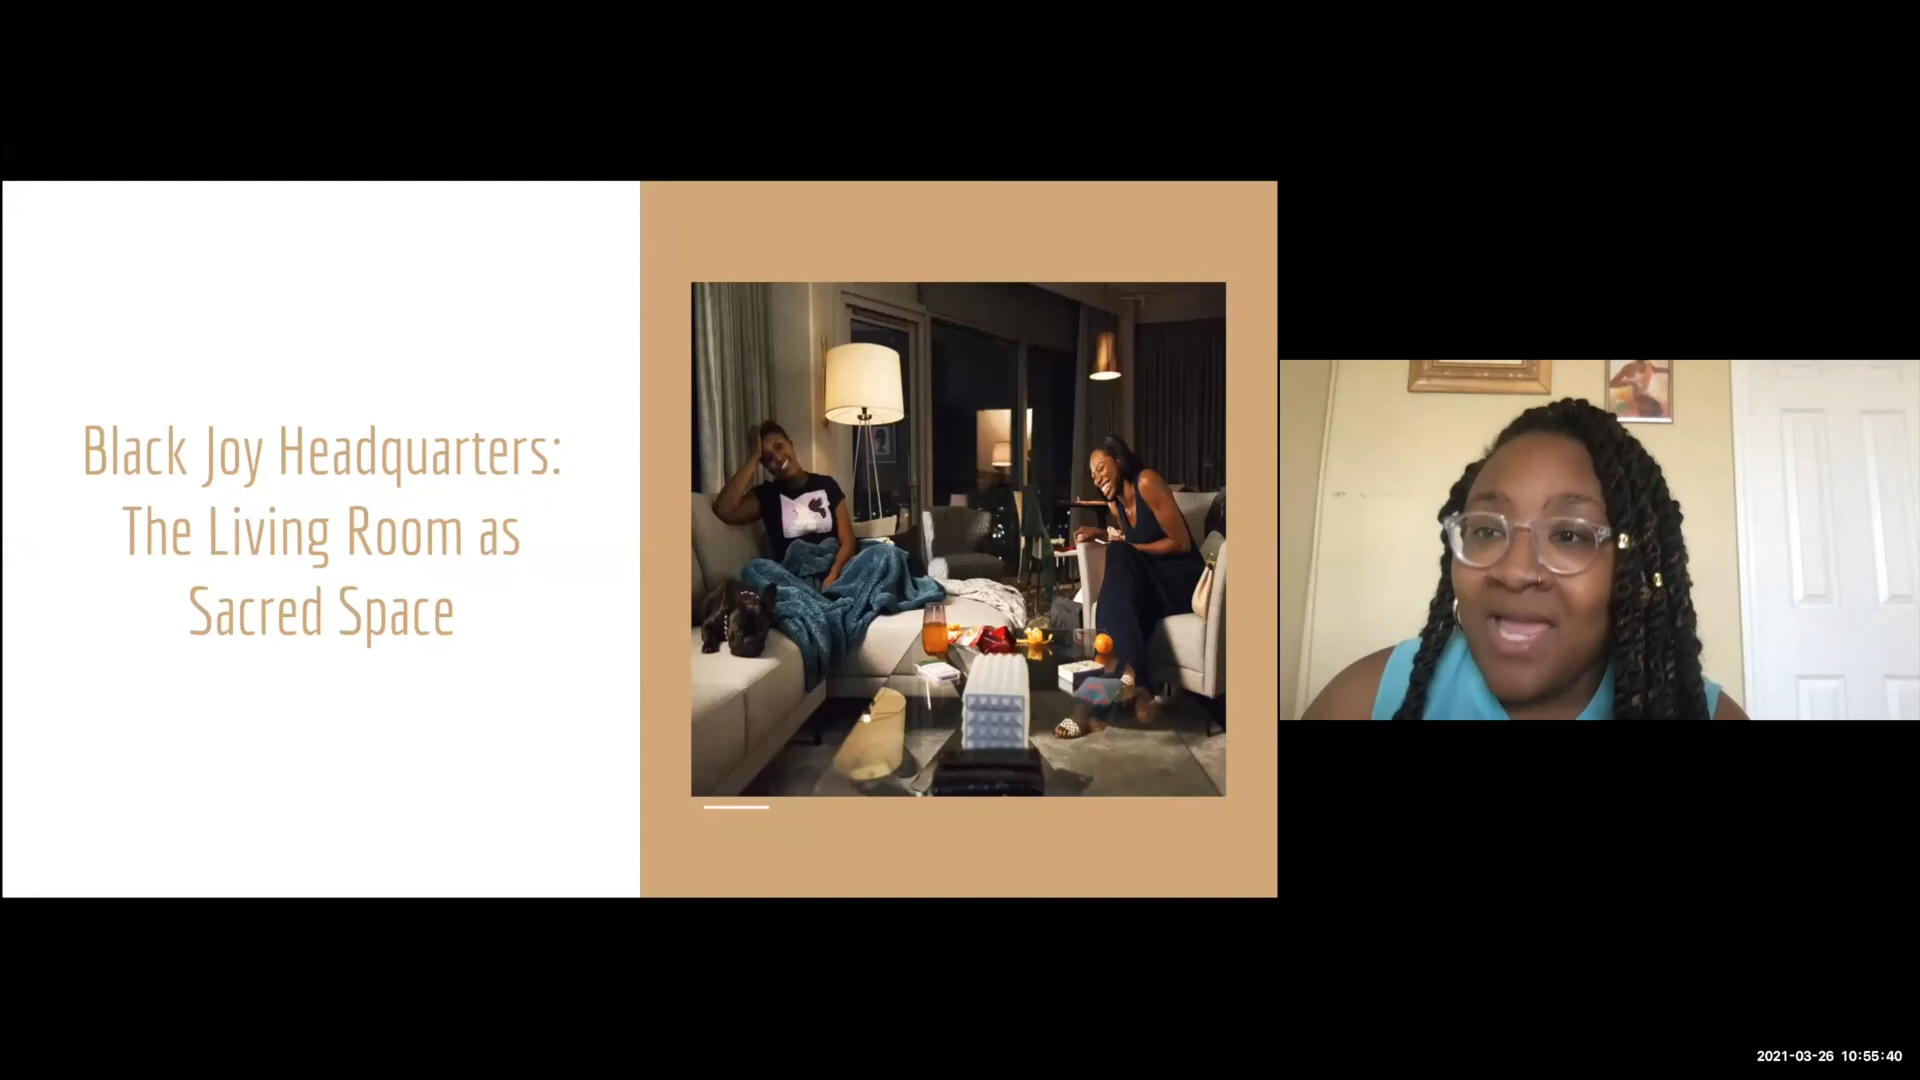 Black Joy Headquarters:
The Living Room as
Sacred Space
2021-03-26 10:55:40